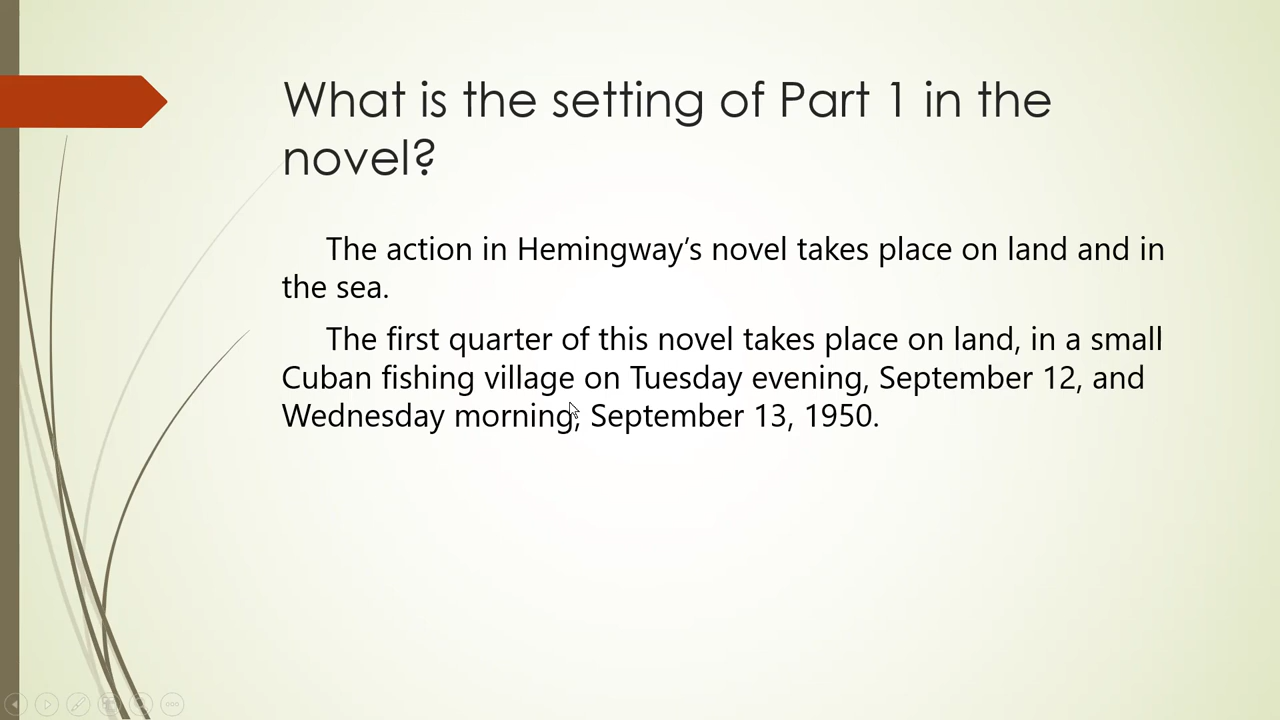 What is the setting of Part 1 in the
novel?
The action in Hemingway’s novel takes place on land and in
the sea.
The first quarter of this novel takes place on land, in a small
Cuban fishing village on Tuesday evening, September 12, and
Wednesday morning, September 13, 1950.